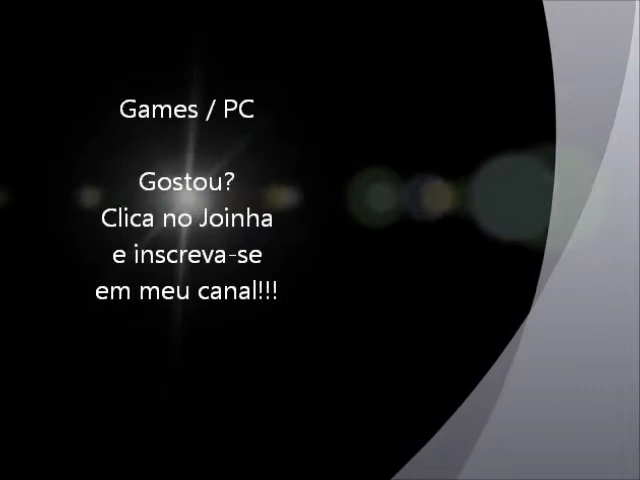 Games / PC
Gostou?
Clica no Joinha
e inscreva-se
em meu canal!!!